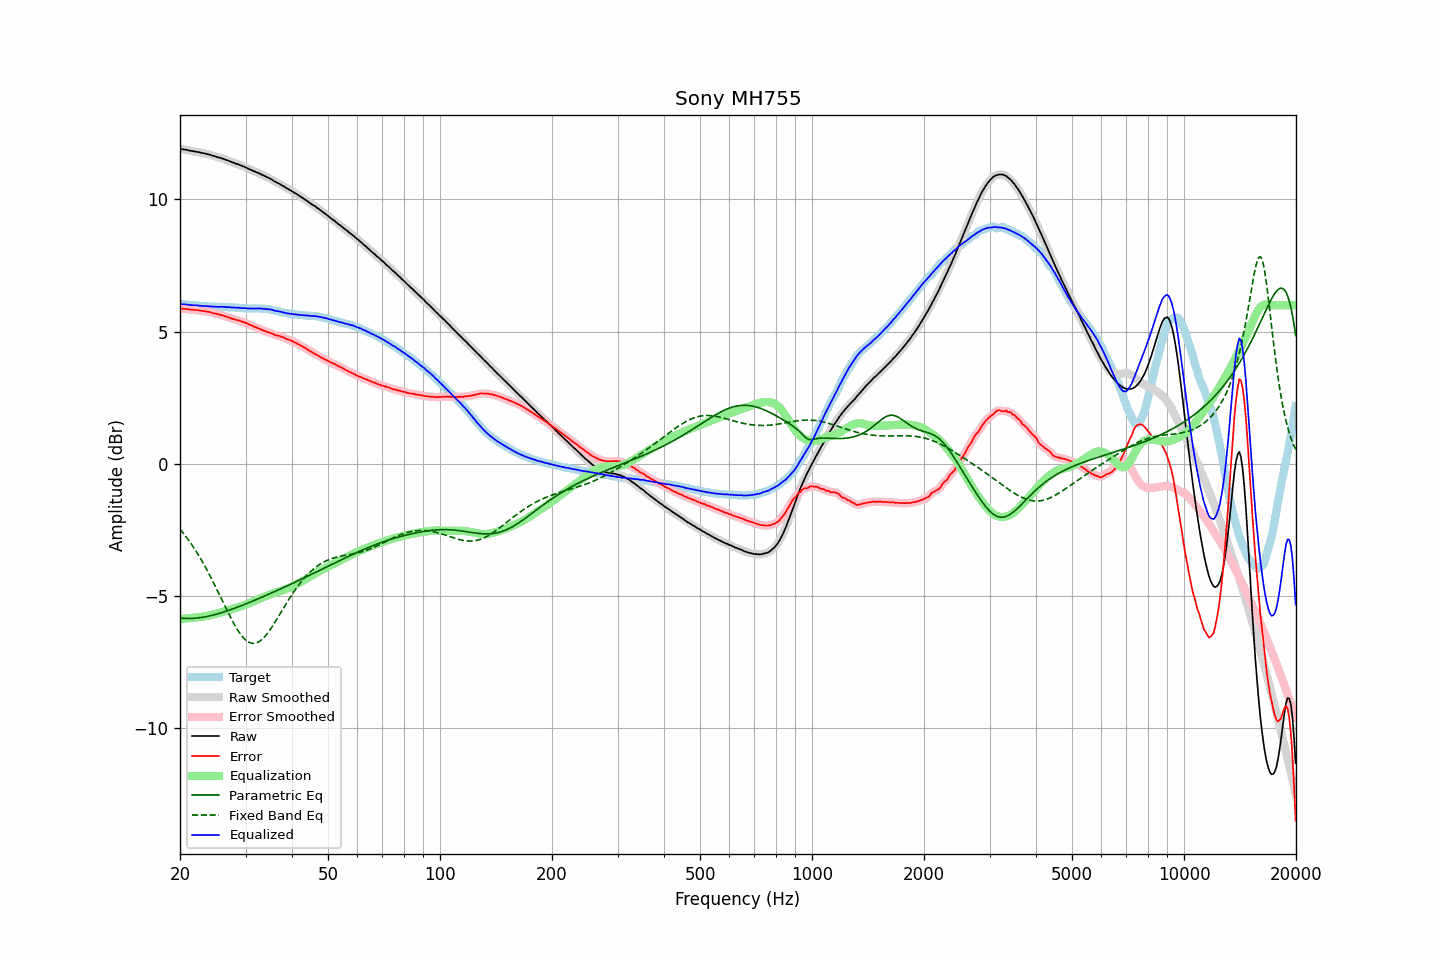 Sony MH755
Amplitude (dBr)
10
5
0
−5
−10
Target
Raw Smoothed
Error Smoothed
Raw
Error
Equalization
Parametric Eq
Fixed Band Eq
Equalized
20 50 100 200 500 1000 2000 5000 10000 20000
Frequency (Hz)